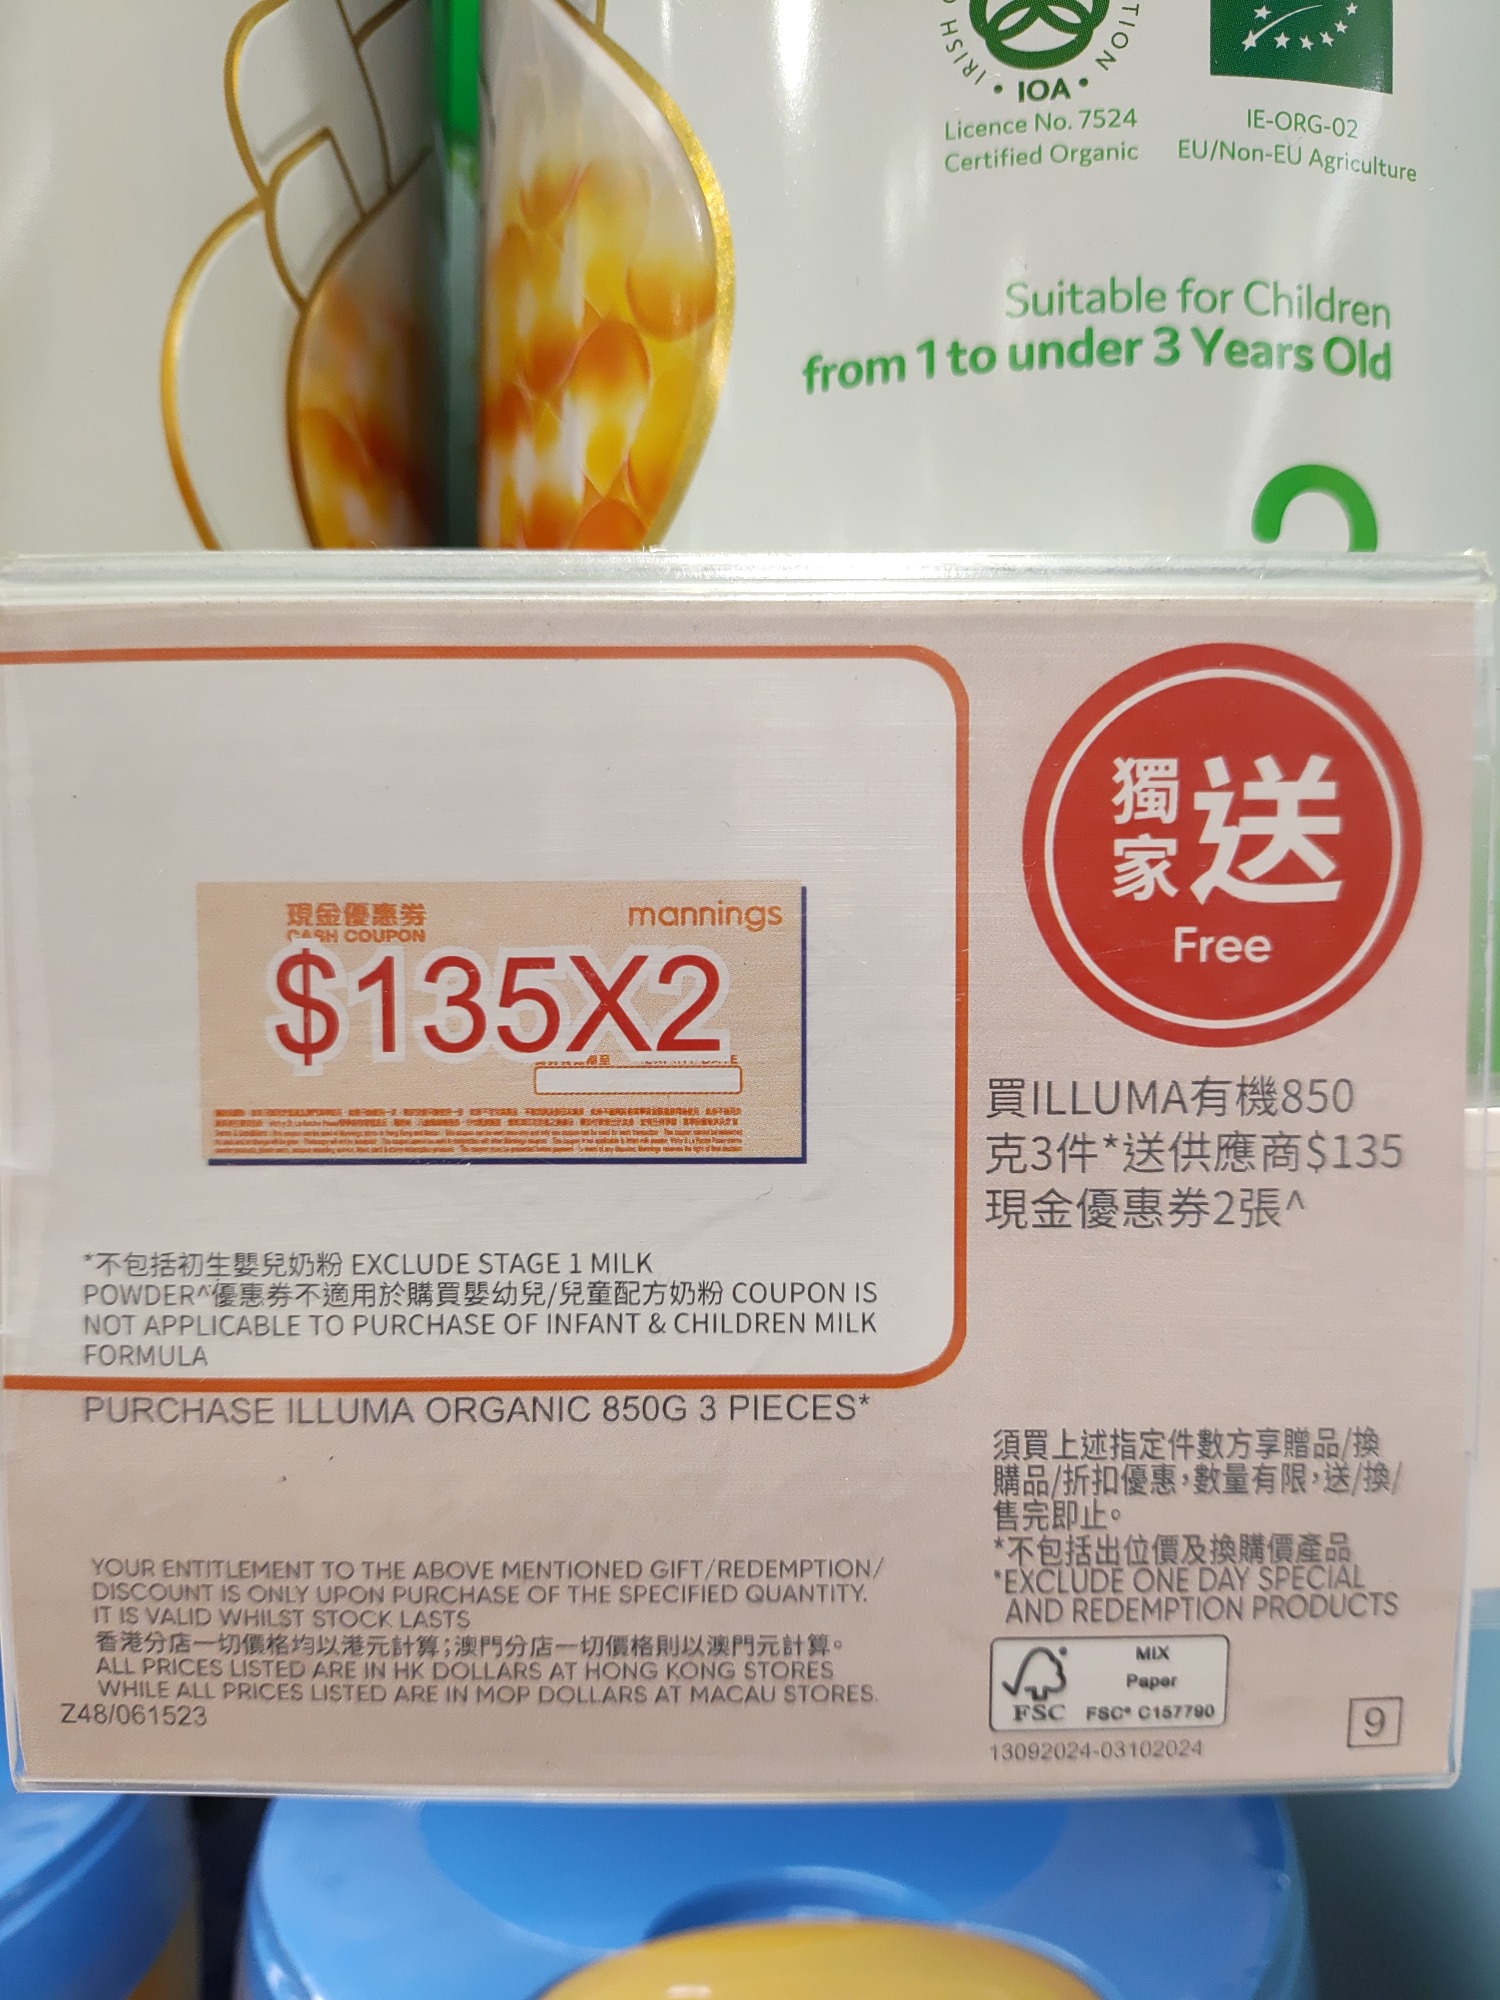 IRISH
TION
IOA
Licence No. 7524
Certified Organic
IE-ORG-02
EU/Non-EU Agriculture
Suitable for Children
from 1 to under 3 Years Old
獨家送
Free
現金優惠券
CASH COUPON
mannings
$135X2
買ILLUMA有機850
克3件*送供應商$135
現金優惠券2張^
*不包括初生嬰兒奶粉 EXCLUDE STAGE 1 MILK
POWDER^優惠券不適用於購買嬰幼兒/兒童配方奶粉 COUPON IS
NOT APPLICABLE TO PURCHASE OF INFANT & CHILDREN MILK
FORMULA
PURCHASE ILLUMA ORGANIC 850G 3 PIECES*
須買上述指定件數方享贈品/換
購品/折扣優惠，數量有限，送/換/
售完即止。
*不包括出位價及換購價產品
*EXCLUDE ONE DAY SPECIAL
AND REDEMPTION PRODUCTS
YOUR ENTITLEMENT TO THE ABOVE MENTIONED GIFT/REDEMPTION/
DISCOUNT IS ONLY UPON PURCHASE OF THE SPECIFIED QUANTITY.
IT IS VALID WHILST STOCK LASTS
香港分店一切價格均以港元計算；澳門分店一切價格則以澳門元計算。
ALL PRICES LISTED ARE IN HK DOLLARS AT HONG KONG STORES
WHILE ALL PRICES LISTED ARE IN MOP DOLLARS AT MACAU STORES.
Z48/061523
FSC
MIX
Paper
FSC® C157790
13092024-03102024
9